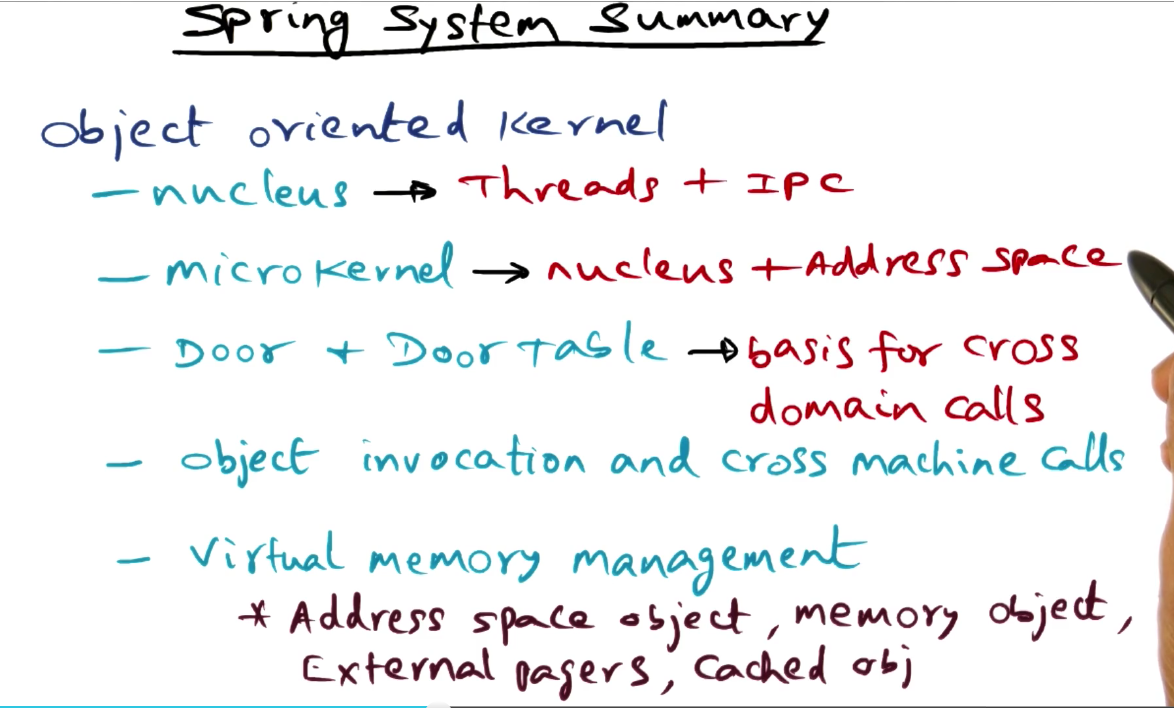 Spring System Summary
Object oriented Kernel
— nucleus → Threads + IPC
— microkernel → nucleus + Address space
— Door + Door Table → basis for cross
domain calls
— object invocation and cross machine calls
— Virtual memory management
* Address space object, memory object,
External pagers, Cached obj